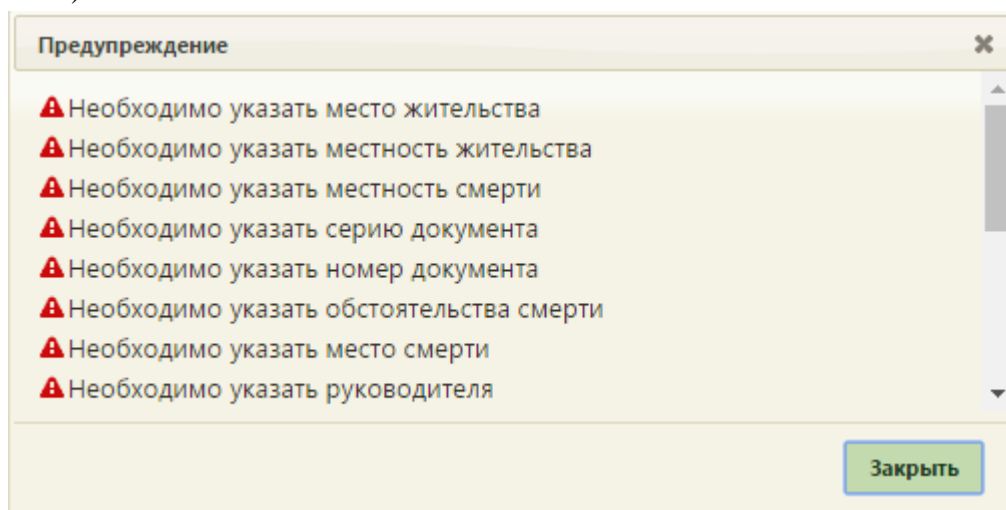 Предупреждение
Необходимо указать место жительства
Необходимо указать местность жительства
Необходимо указать местность смерти
Необходимо указать серию документа
Необходимо указать номер документа
Необходимо указать обстоятельства смерти
Необходимо указать место смерти
Необходимо указать руководителя
Закрыть